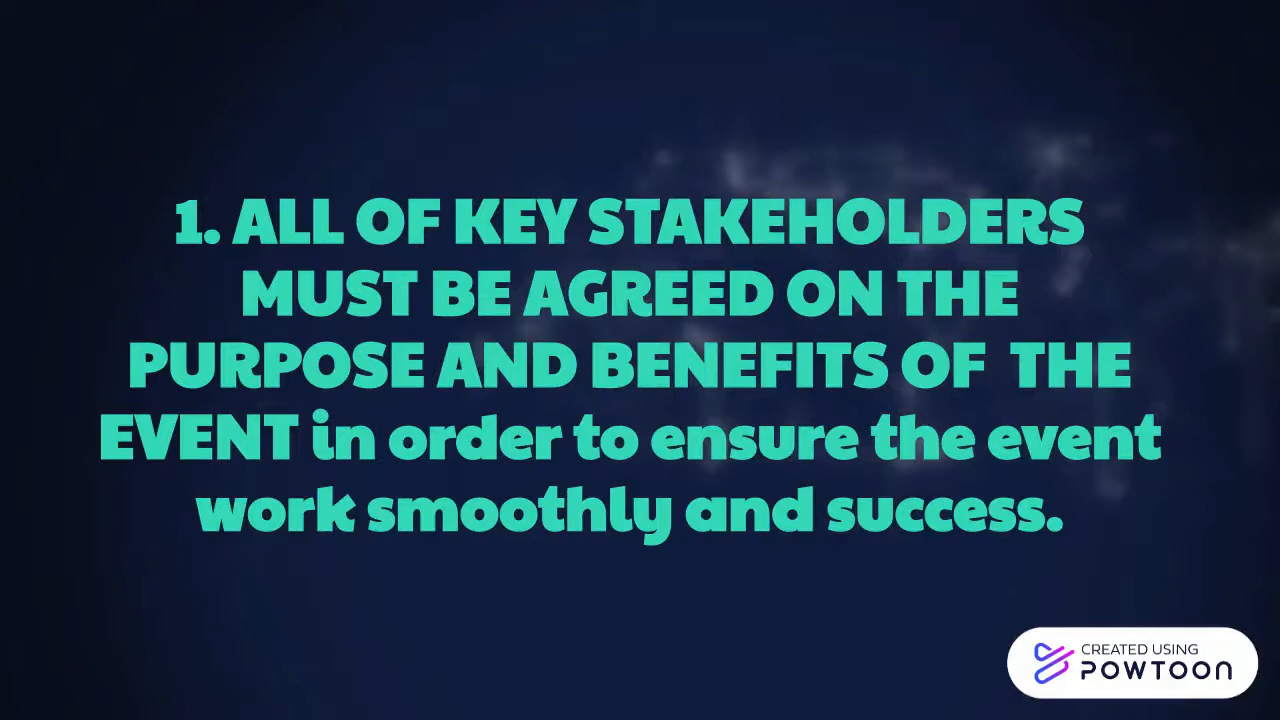 1. ALL OF KEY STAKEHOLDERS
MUST BE AGREED ON THE
PURPOSE AND BENEFITS OF THE
EVENT in order to ensure the event
work smoothly and success.
CREATED USING
POWTOON